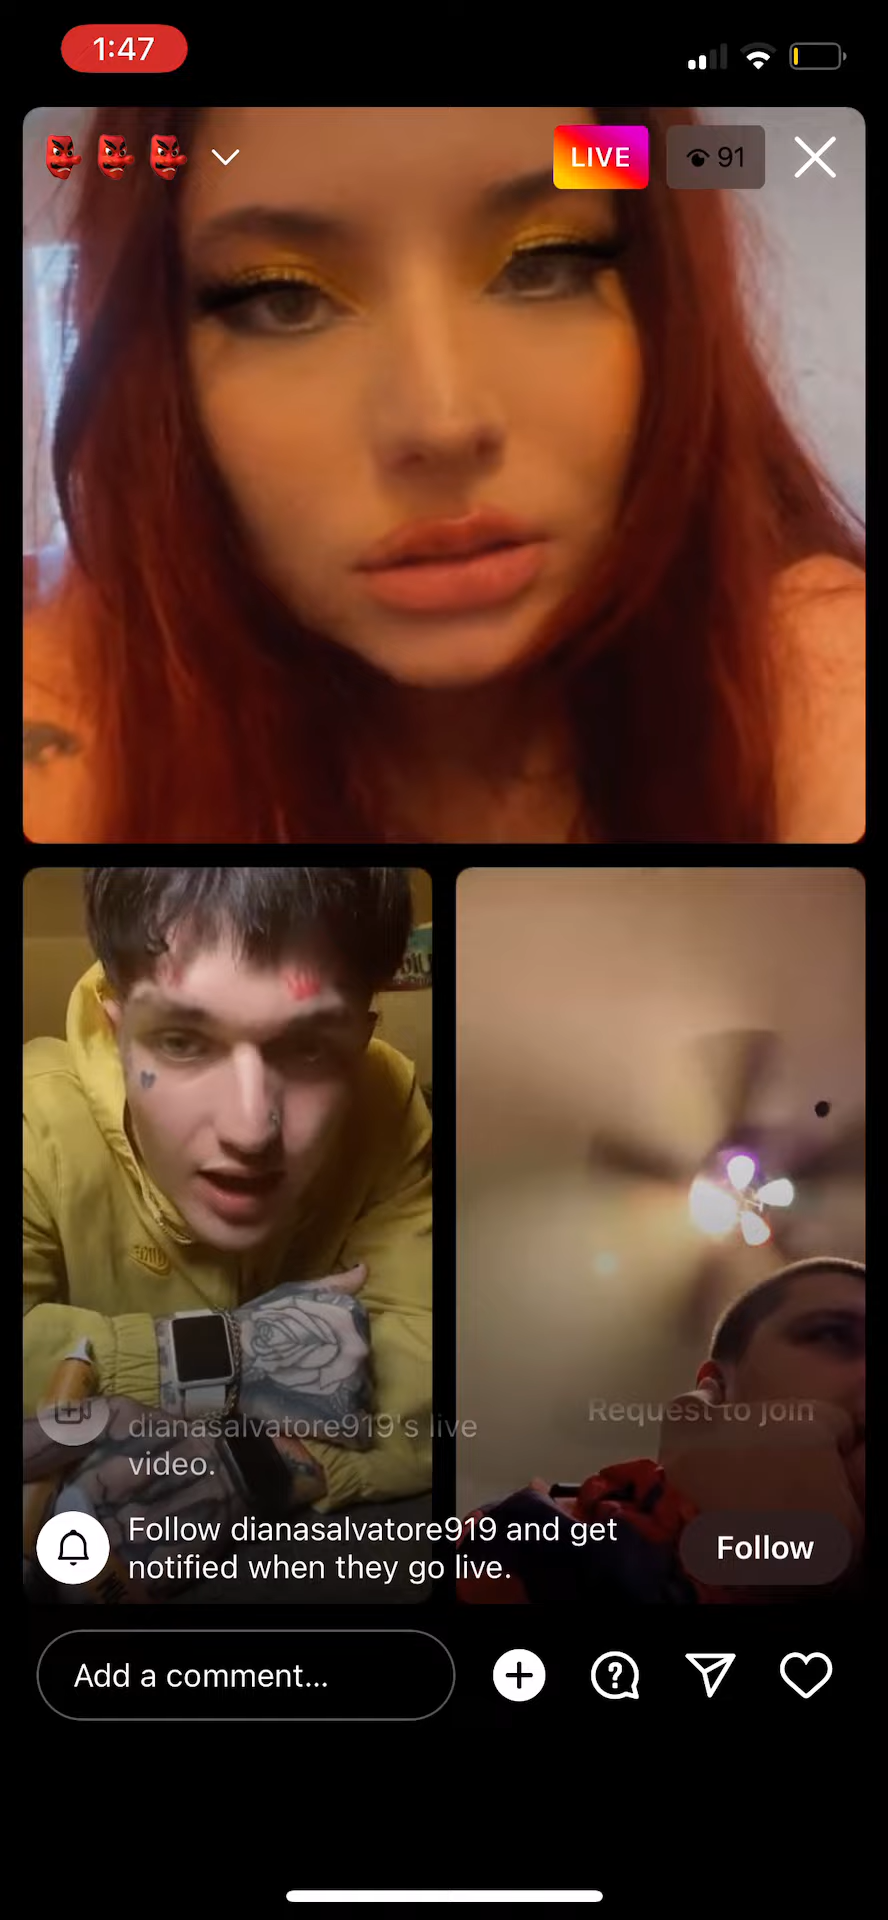 1:47
LIVE 91
dianasalvatore919's live
video.
Request to join
Follow dianasalvatore919 and get
notified when they go live.
Follow
Add a comment...